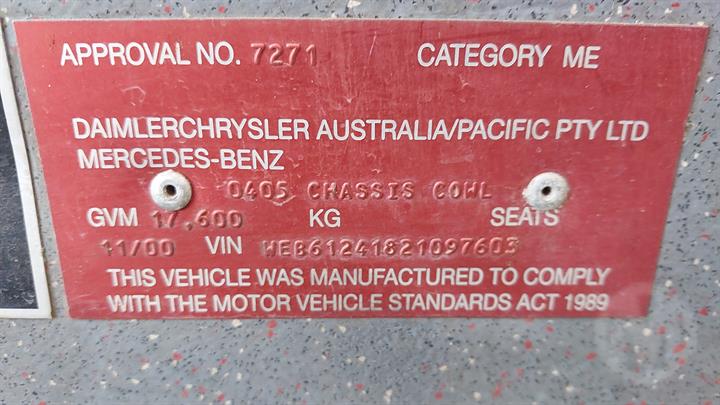 APPROVAL NO. 7271 CATEGORY ME
DAIMLERCHRYSLER AUSTRALIA/PACIFIC PTY LTD
MERCEDES-BENZ
O405 CHASSIS COWL
GVM 17,600 KG SEATS
11/00 VIN WEB61241821097603
THIS VEHICLE WAS MANUFACTURED TO COMPLY
WITH THE MOTOR VEHICLE STANDARDS ACT 1989